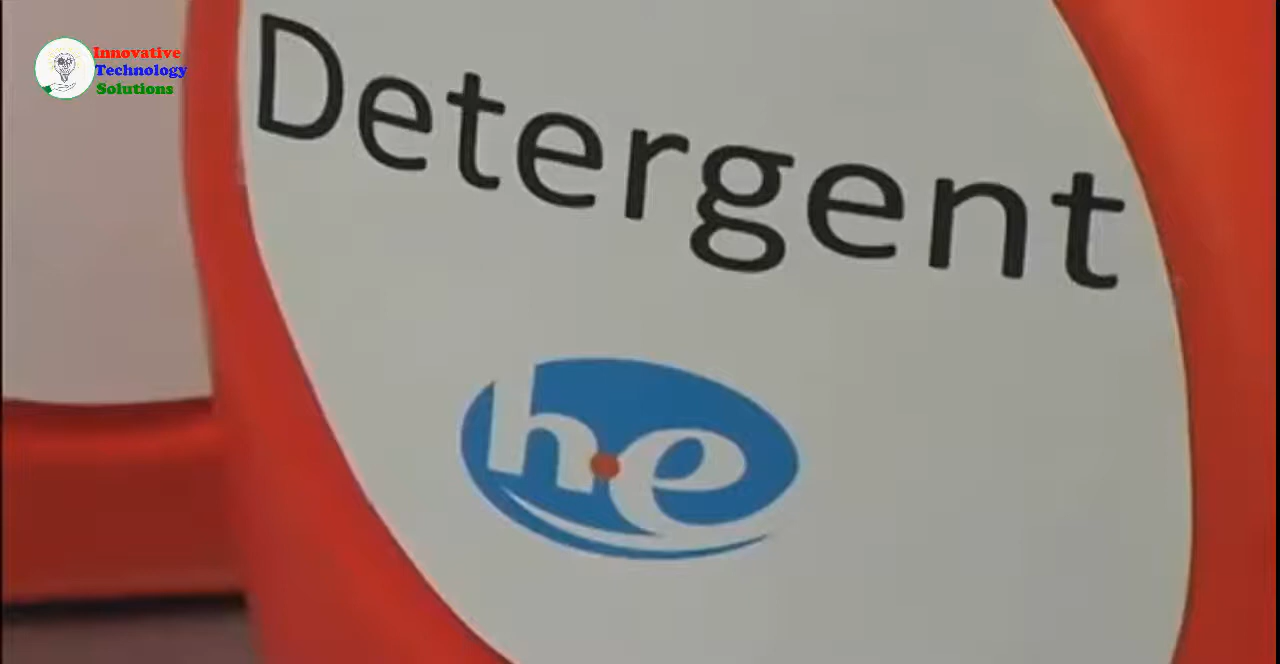 Innovative
Technology
Solutions
Detergent
he